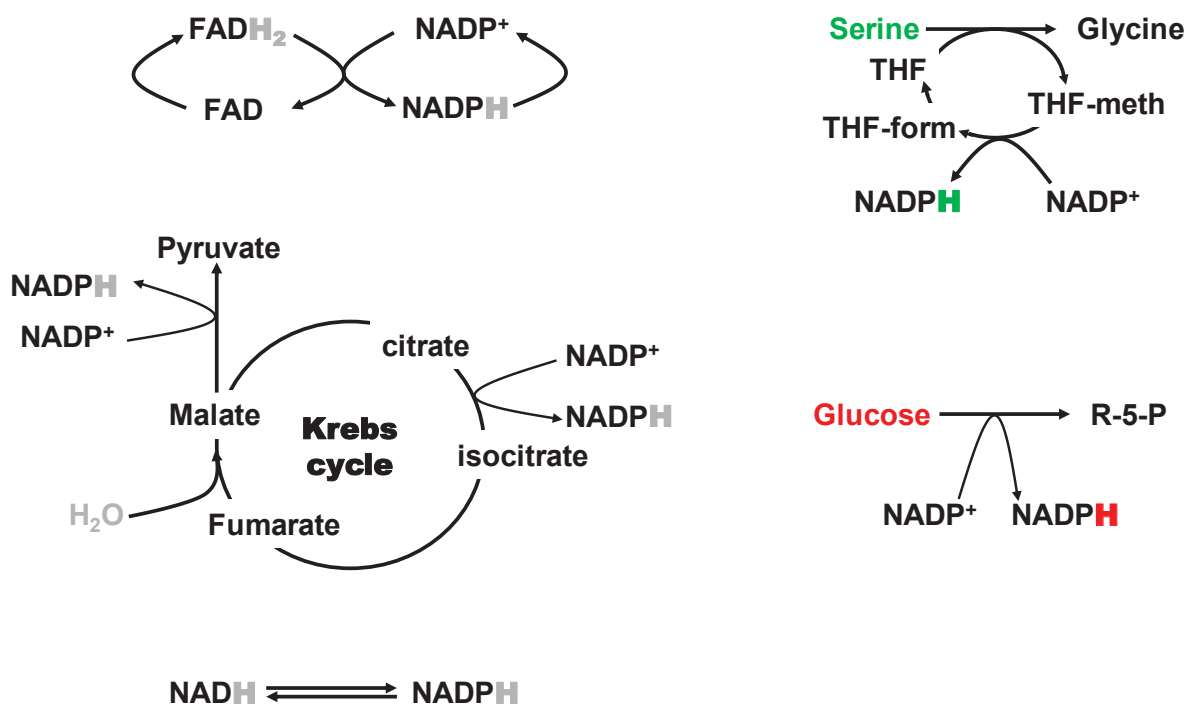 FADH₂ NADP⁺
FAD NADPH
Serine Glycine
THF
THF-meth
THF-form
NADPH NADP⁺
Pyruvate
NADPH
NADP⁺
citrate
NADP⁺
NADPH
Malate
Krebs
cycle
isocitrate
H₂O
Fumarate
Glucose R-5-P
NADP⁺ NADPH
NADH NADPH